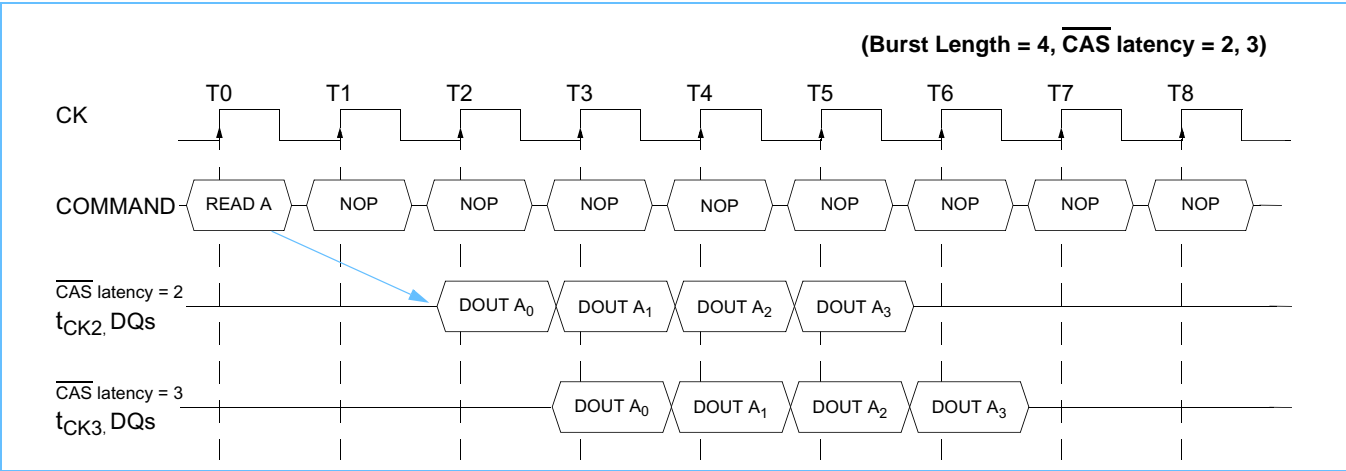 (Burst Length = 4, CAS latency = 2, 3)
T0 T1 T2 T3 T4 T5 T6 T7 T8
CK
COMMAND READ A NOP NOP NOP NOP NOP NOP NOP NOP
CAS latency = 2
tCK2, DQs DOUT A0 DOUT A1 DOUT A2 DOUT A3
CAS latency = 3
tCK3, DQs DOUT A0 DOUT A1 DOUT A2 DOUT A3